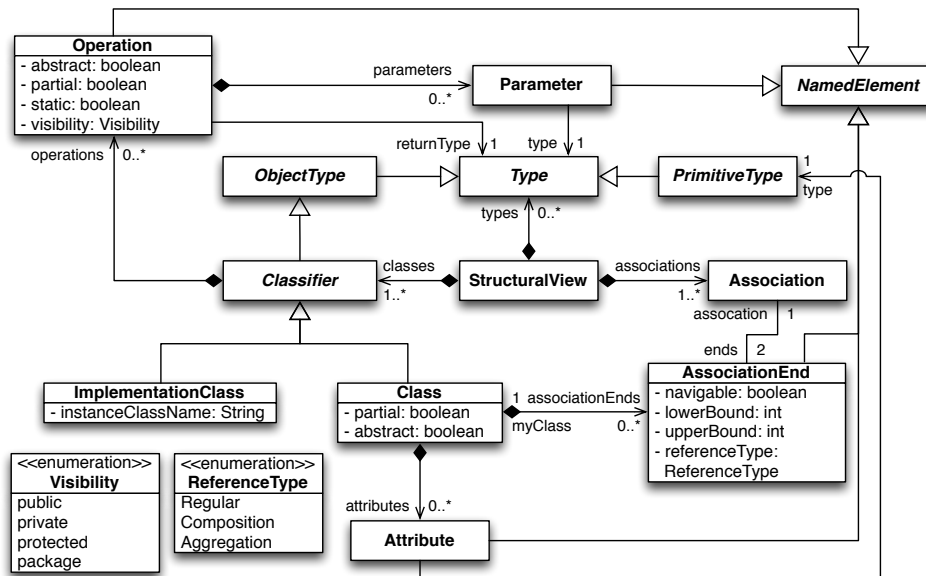 Operation
- abstract: boolean
- partial: boolean
- static: boolean
- visibility: Visibility
parameters
0..*
Parameter
NamedElement
operations
0..*
returnType
1
type
1
ObjectType
Type
PrimitiveType
1
type
types
0..*
Classifier
classes
1..*
StructuralView
associations
1..*
Association
assocation
1
ends
2
ImplementationClass
- instanceClassName: String
Class
- partial: boolean
- abstract: boolean
1
associationEnds
myClass
0..*
AssociationEnd
- navigable: boolean
- lowerBound: int
- upperBound: int
- referenceType:
ReferenceType
<<enumeration>>
Visibility
public
private
protected
package
<<enumeration>>
ReferenceType
Regular
Composition
Aggregation
attributes
0..*
Attribute